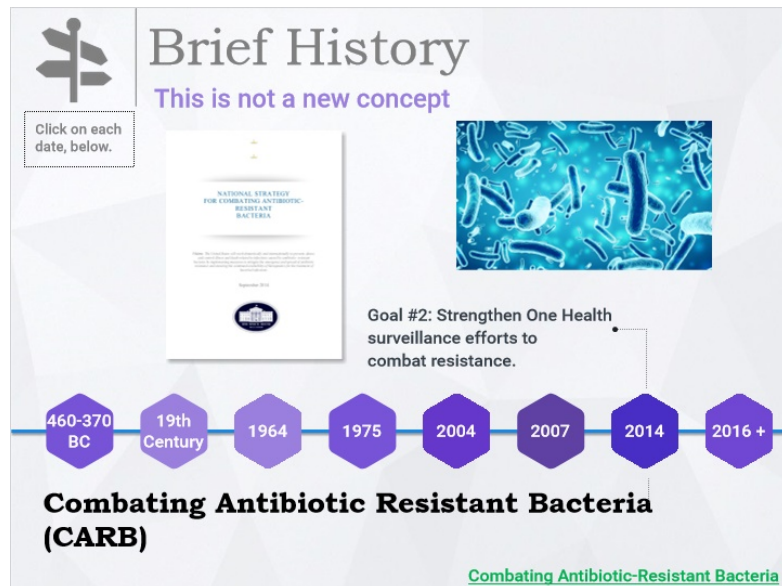 Brief History
This is not a new concept
Click on each
date, below.
NATIONAL STRATEGY
FOR COMBATING ANTIBIOTIC-
RESISTANT
BACTERIA
Goal #2: Strengthen One Health
surveillance efforts to
combat resistance.
460-370
BC
19th
Century
1964
1975
2004
2007
2014
2016 +
Combating Antibiotic Resistant Bacteria
(CARB)
Combating Antibiotic-Resistant Bacteria